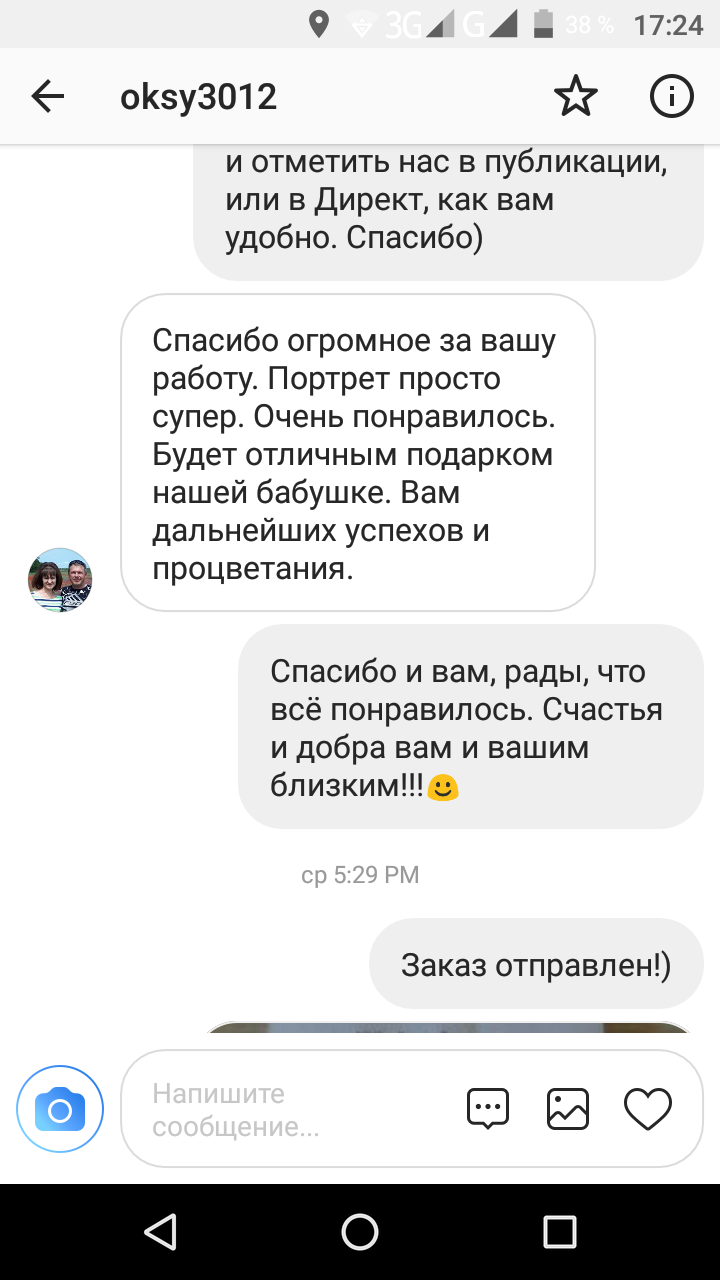 3G G 38 % 17:24
oksy3012
и отметить нас в публикации,
или в Директ, как вам
удобно. Спасибо)
Спасибо огромное за вашу
работу. Портрет просто
супер. Очень понравилось.
Будет отличным подарком
нашей бабушке. Вам
дальнейших успехов и
процветания.
Спасибо и вам, рады, что
всё понравилось. Счастья
и добра вам и вашим
близким!!!🙂
ср 5:29 PM
Заказ отправлен!)
Напишите
сообщение...